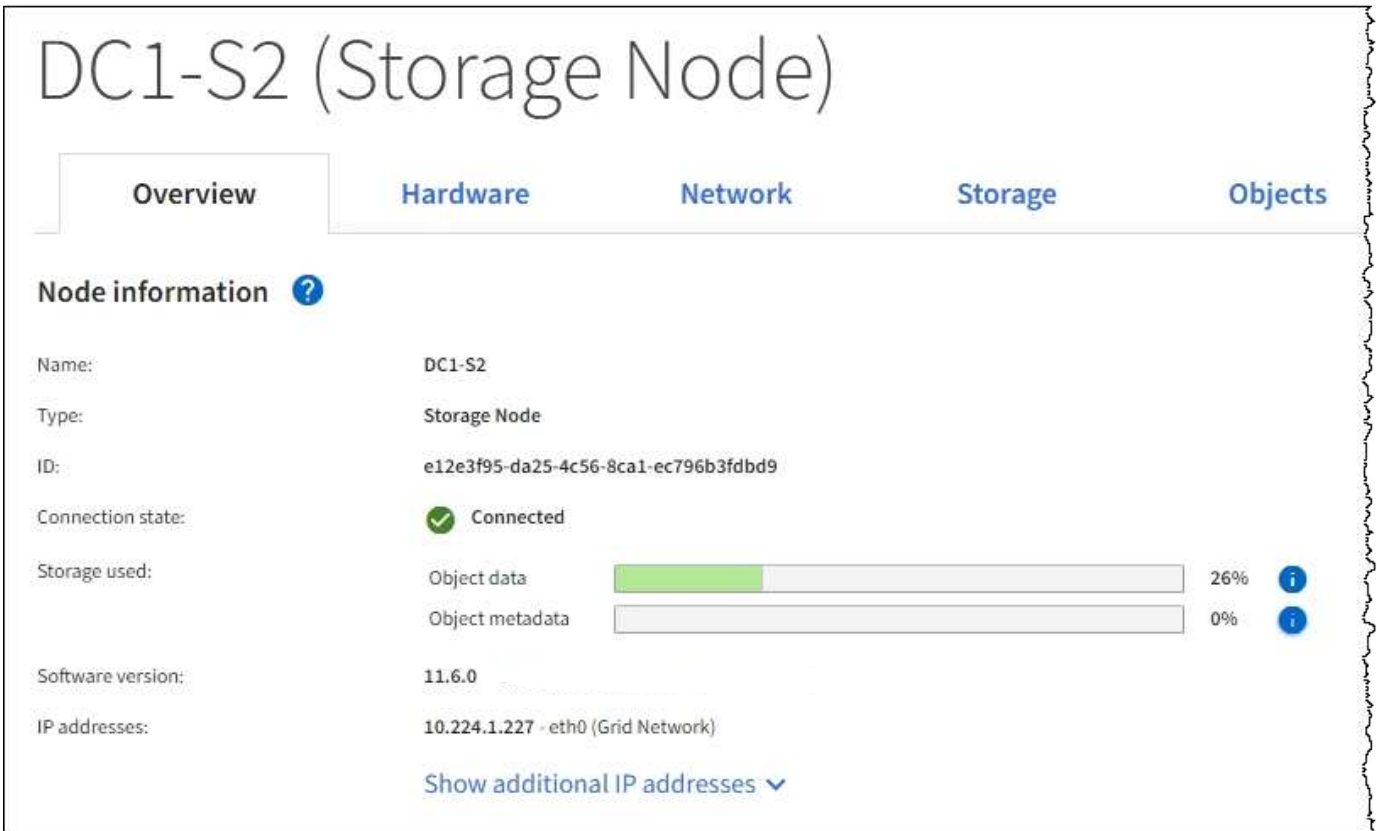 DC1-S2 (Storage Node)
Overview Hardware Network Storage Objects
Node information ?
Name: DC1-S2
Type: Storage Node
ID: e12e3f95-da25-4c56-8ca1-ec796b3fdbd9
Connection state: Connected
Storage used: Object data 26% i
Object metadata 0% i
Software version: 11.6.0
IP addresses: 10.224.1.227 - eth0 (Grid Network)
Show additional IP addresses